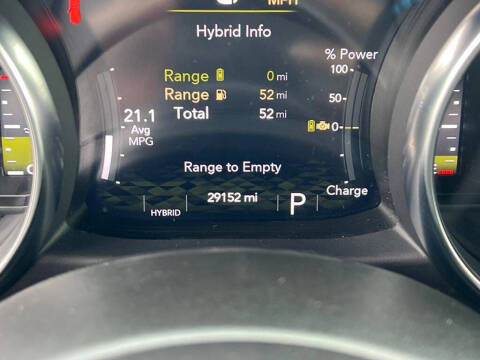 MPH
Hybrid Info
% Power
Range 0 mi 100
Range 52 mi
Total 52 mi 50
21.1
Avg
MPG
0
Range to Empty
Charge
HYBRID 29152 mi P